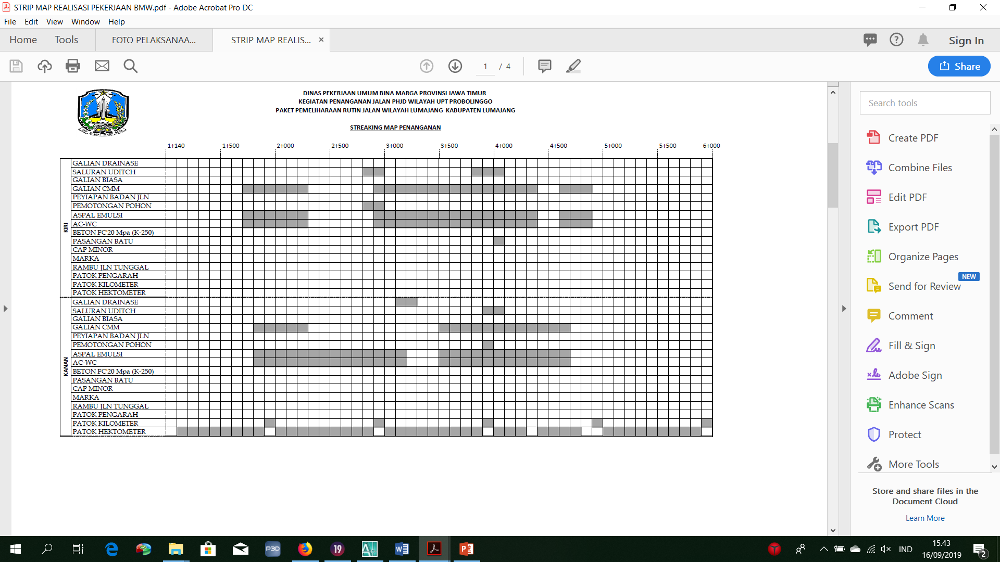 STRIP MAP REALISASI PEKERJAAN BMW.pdf - Adobe Acrobat Pro DC
File Edit View Window Help
Home Tools FOTO PELAKSANAA... STRIP MAP REALIS... ×
Sign In
1 / 4
Share
DINAS PEKERJAAN UMUM BINA MARGA PROVINSI JAWA TIMUR
KEGIATAN PENANGANAN JALAN PHJD WILAYAH UPT PROBOLINGGO
PAKET PEMELIHARAAN RUTIN JALAN WILAYAH LUMAJANG KABUPATEN LUMAJANG
STREAKING MAP PENANGANAN
1+140 1+500 2+000 2+500 3+000 3+500 4+000 4+500 5+000 5+500 6+000
KIRI
GALIAN DRAINASE
SALURAN UDITCH
GALIAN BIASA
GALIAN CMM
PEYIAPAN BADAN JLN
PEMOTONGAN POHON
ASPAL EMULSI
AC-WC
BETON FC'20 Mpa (K-250)
PASANGAN BATU
CAP MINOR
MARKA
RAMBU JLN TUNGGAL
PATOK PENGARAH
PATOK KILOMETER
PATOK HEKTOMETER
KANAN
GALIAN DRAINASE
SALURAN UDITCH
GALIAN BIASA
GALIAN CMM
PEYIAPAN BADAN JLN
PEMOTONGAN POHON
ASPAL EMULSI
AC-WC
BETON FC'20 Mpa (K-250)
PASANGAN BATU
CAP MINOR
MARKA
RAMBU JLN TUNGGAL
PATOK PENGARAH
PATOK KILOMETER
PATOK HEKTOMETER
Search tools
Create PDF
Combine Files
Edit PDF
Export PDF
Organize Pages
NEW
Send for Review
Comment
Fill & Sign
Adobe Sign
Enhance Scans
Protect
More Tools
Store and share files in the
Document Cloud
Learn More
P3D
19
IND
15.43
16/09/2019
2